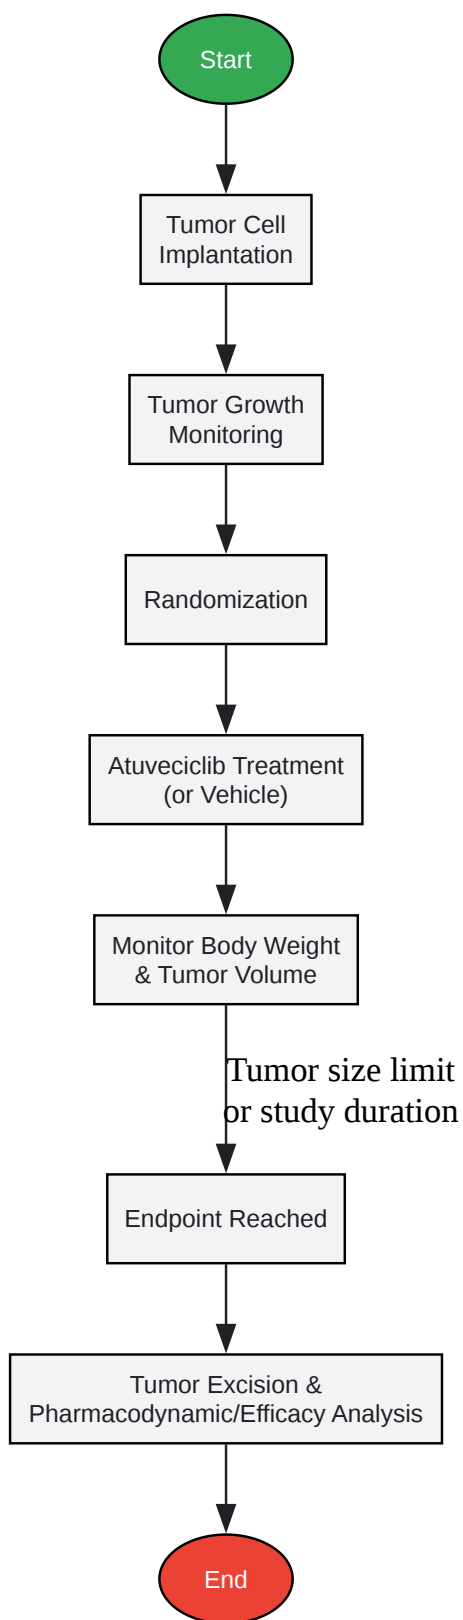 Start
Tumor Cell
Implantation
Tumor Growth
Monitoring
Randomization
Atuveciclib Treatment
(or Vehicle)
Monitor Body Weight
& Tumor Volume
Tumor size limit
or study duration
Endpoint Reached
Tumor Excision &
Pharmacodynamic/Efficacy Analysis
End